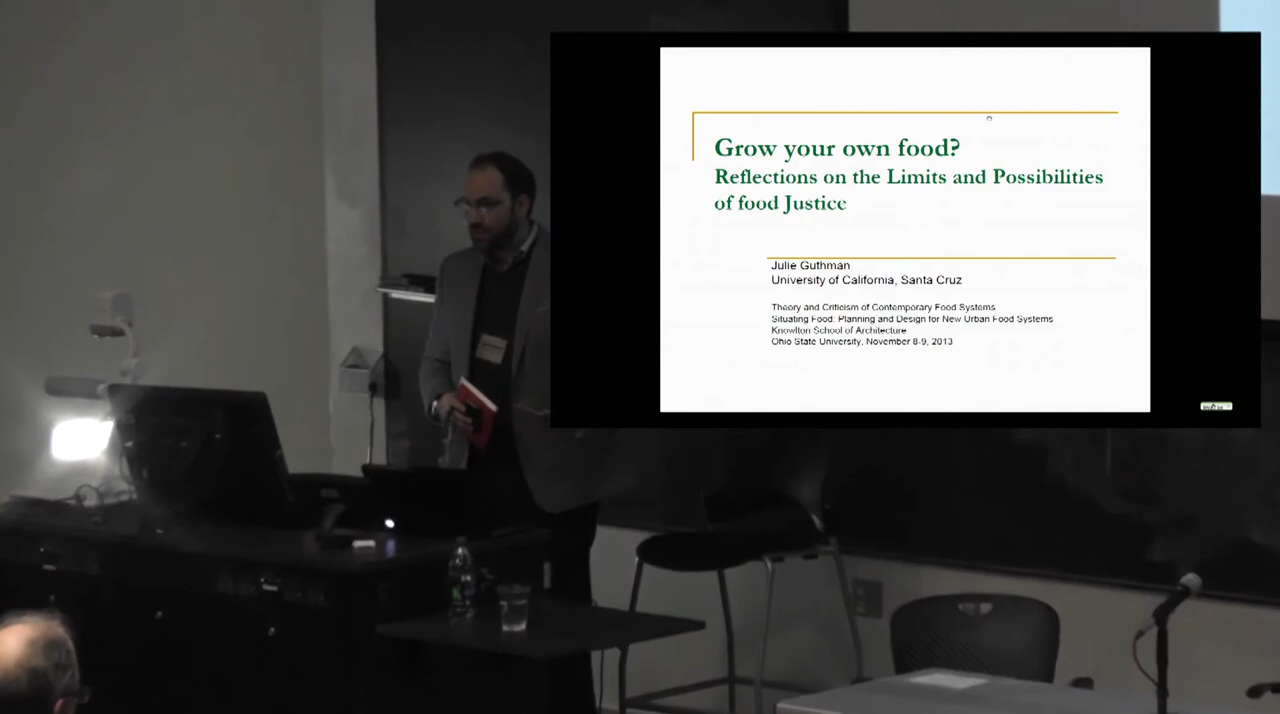 Grow your own food?
Reflections on the Limits and Possibilities
of food Justice
Julie Guthman
University of California, Santa Cruz
Theory and Criticism of Contemporary Food Systems
Situating Food: Planning and Design for New Urban Food Systems
Knowlton School of Architecture
Ohio State University, November 8-9, 2013